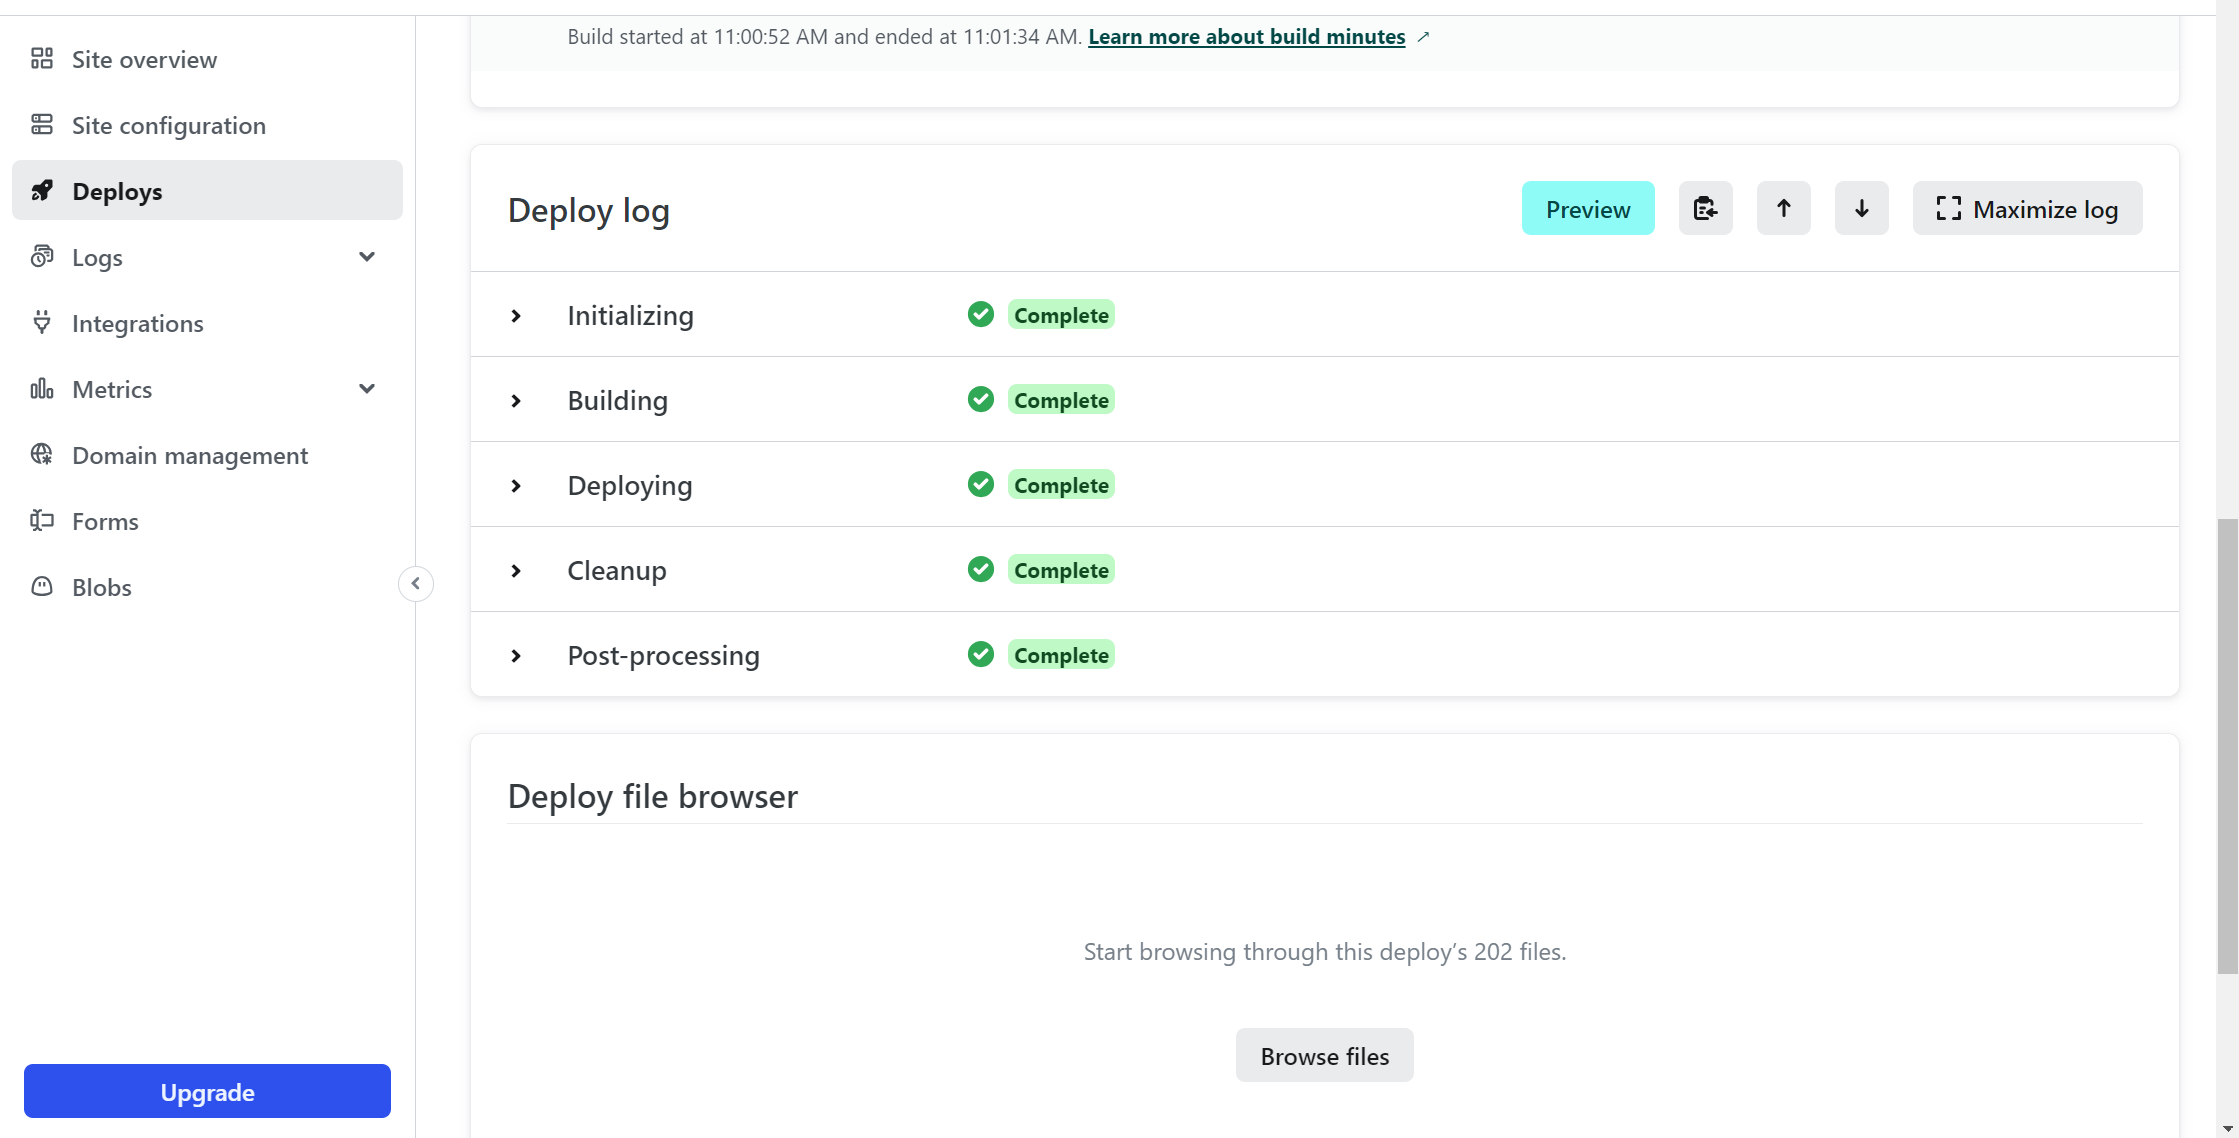 Site overview
Site configuration
Deploys
Logs
Integrations
Metrics
Domain management
Forms
Blobs
Upgrade
Build started at 11:00:52 AM and ended at 11:01:34 AM. Learn more about build minutes
Deploy log
Preview
Maximize log
Initializing Complete
Building Complete
Deploying Complete
Cleanup Complete
Post-processing Complete
Deploy file browser
Start browsing through this deploy’s 202 files.
Browse files